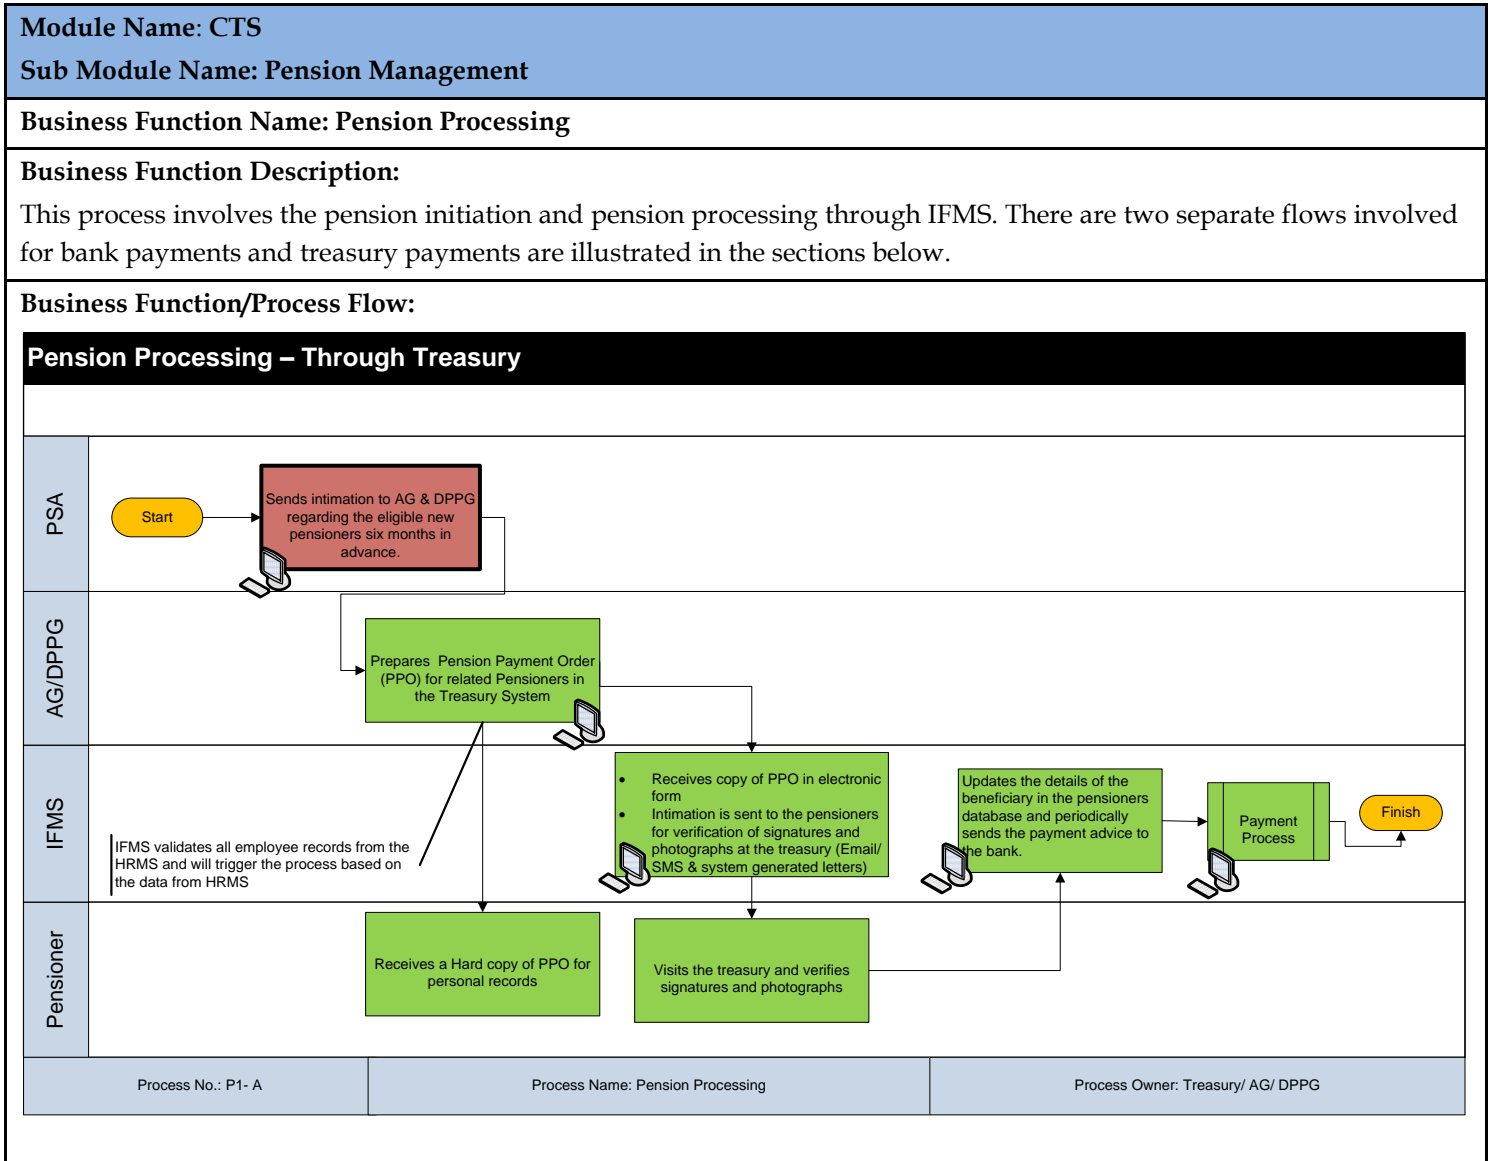 Module Name: CTS
Sub Module Name: Pension Management
Business Function Name: Pension Processing
Business Function Description:
This process involves the pension initiation and pension processing through IFMS. There are two separate flows involved
for bank payments and treasury payments are illustrated in the sections below.
Business Function/Process Flow:
Pension Processing – Through Treasury
PSA
Start
Sends intimation to AG & DPPG
regarding the eligible new
pensioners six months in
advance.
AG/DPPG
Prepares Pension Payment Order
(PPO) for related Pensioners in
the Treasury System
IFMS
IFMS validates all employee records from the
HRMS and will trigger the process based on
the data from HRMS
• Receives copy of PPO in electronic
form
• Intimation is sent to the pensioners
for verification of signatures and
photographs at the treasury (Email/
SMS & system generated letters)
Updates the details of the
beneficiary in the pensioners
database and periodically
sends the payment advice to
the bank.
Payment
Process
Finish
Pensioner
Receives a Hard copy of PPO for
personal records
Visits the treasury and verifies
signatures and photographs
Process No.: P1- A
Process Name: Pension Processing
Process Owner: Treasury/ AG/ DPPG